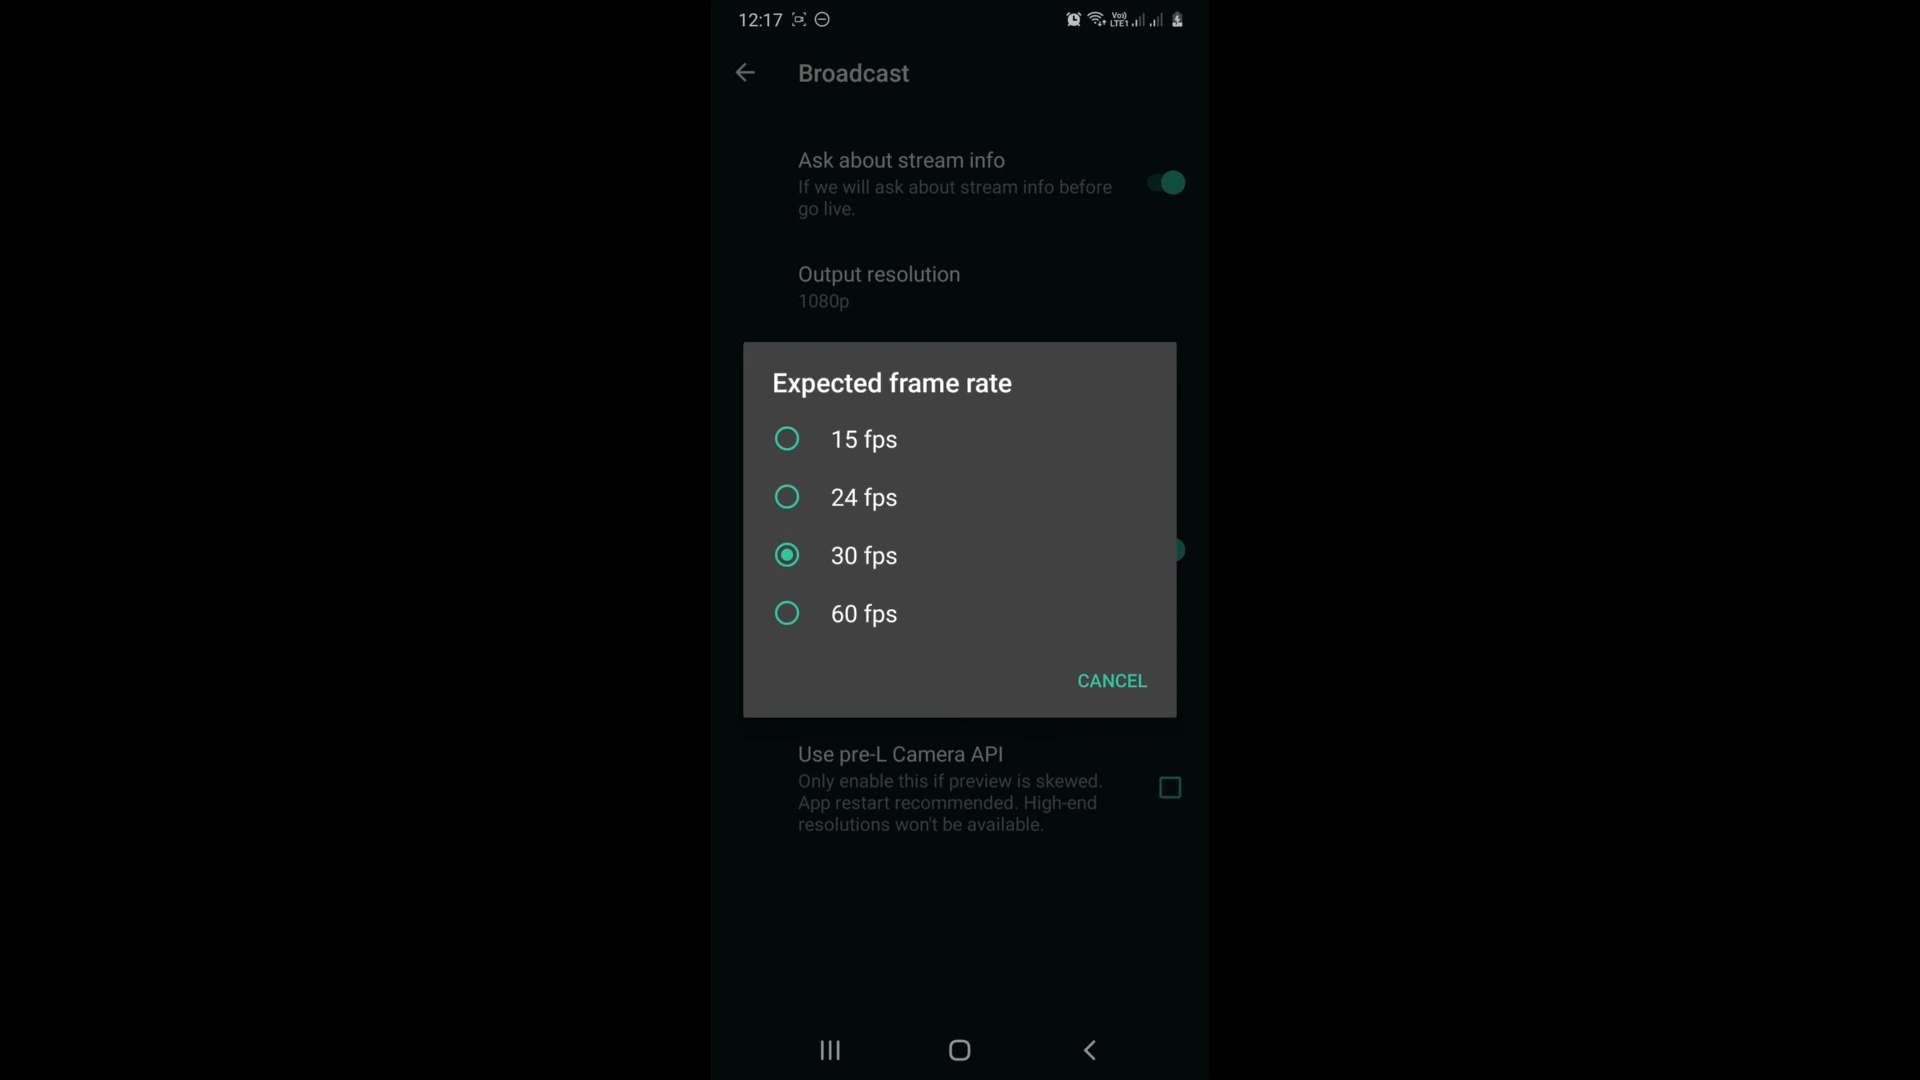 12:17
Vo)) LTE1
Broadcast
Ask about stream info
If we will ask about stream info before
go live.
Output resolution
1080p
Expected frame rate
15 fps
24 fps
30 fps
60 fps
CANCEL
Use pre-L Camera API
Only enable this if preview is skewed.
App restart recommended. High-end
resolutions won't be available.